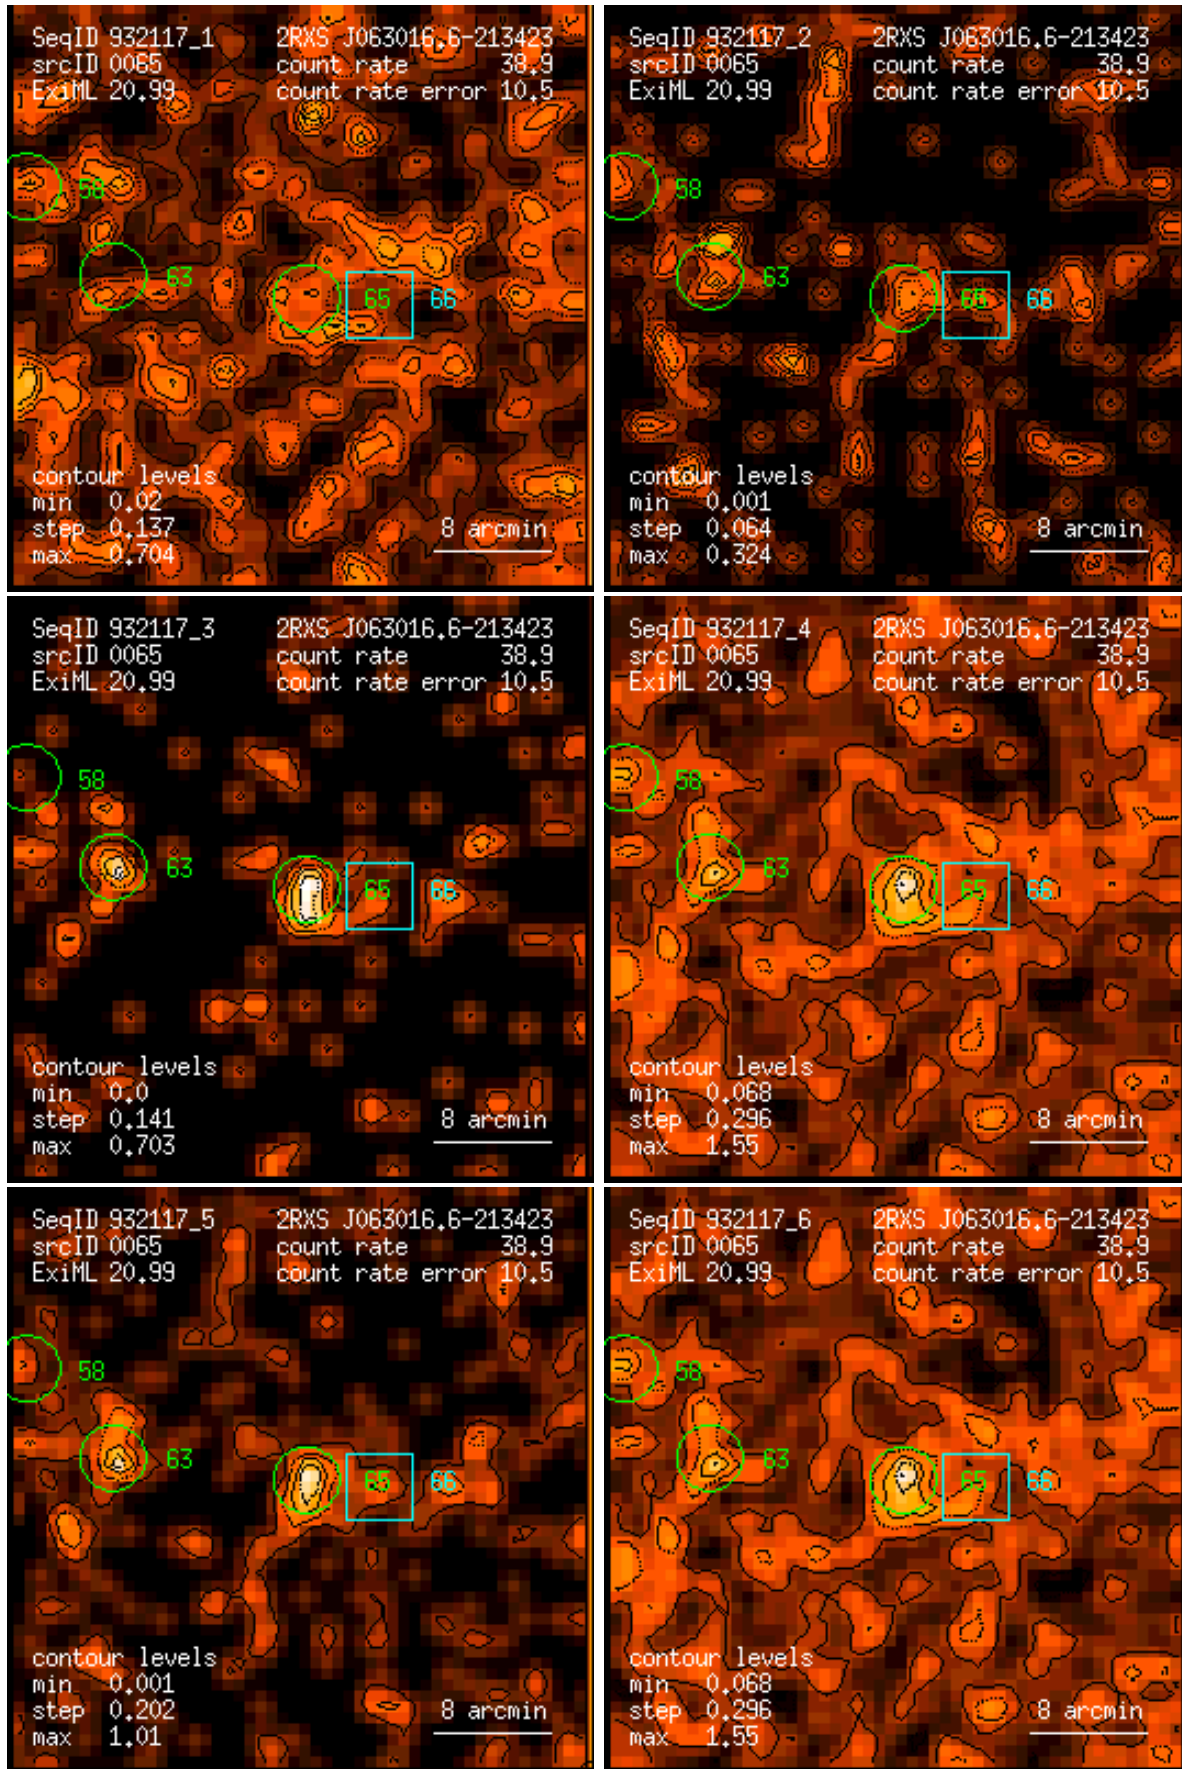 SeqID 932117_1 2RXS J063016.6-213423
srcID 0065 count rate 38.9
ExiML 20.99 count rate error 10.5
58
63
65 66
contour levels
min 0.02
step 0.137 8 arcmin
max 0.704
SeqID 932117_2 2RXS J063016.6-213423
srcID 0065 count rate 38.9
ExiML 20.99 count rate error 10.5
58
63
65 66
contour levels
min 0.001
step 0.064 8 arcmin
max 0.324
SeqID 932117_3 2RXS J063016.6-213423
srcID 0065 count rate 38.9
ExiML 20.99 count rate error 10.5
58
63
65 66
contour levels
min 0.0
step 0.141 8 arcmin
max 0.703
SeqID 932117_4 2RXS J063016.6-213423
srcID 0065 count rate 38.9
ExiML 20.99 count rate error 10.5
58
63
65 66
contour levels
min 0.068
step 0.296 8 arcmin
max 1.55
SeqID 932117_5 2RXS J063016.6-213423
srcID 0065 count rate 38.9
ExiML 20.99 count rate error 10.5
58
63
65 66
contour levels
min 0.001
step 0.202 8 arcmin
max 1.01
SeqID 932117_6 2RXS J063016.6-213423
srcID 0065 count rate 38.9
ExiML 20.99 count rate error 10.5
58
63
65 66
contour levels
min 0.068
step 0.296 8 arcmin
max 1.55